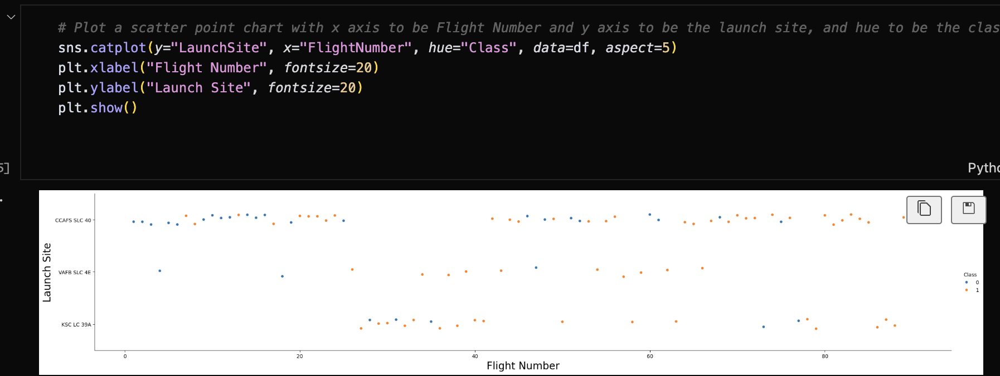 # Plot a scatter point chart with x axis to be Flight Number and y axis to be the launch site, and hue to be the clas
sns.catplot(y="LaunchSite", x="FlightNumber", hue="Class", data=df, aspect=5)
plt.xlabel("Flight Number", fontsize=20)
plt.ylabel("Launch Site", fontsize=20)
plt.show()
5]
Pytho
CCAFS SLC 40
VAFB SLC 4E
KSC LC 39A
Launch Site
Class
0
1
0 20 40 60 80
Flight Number